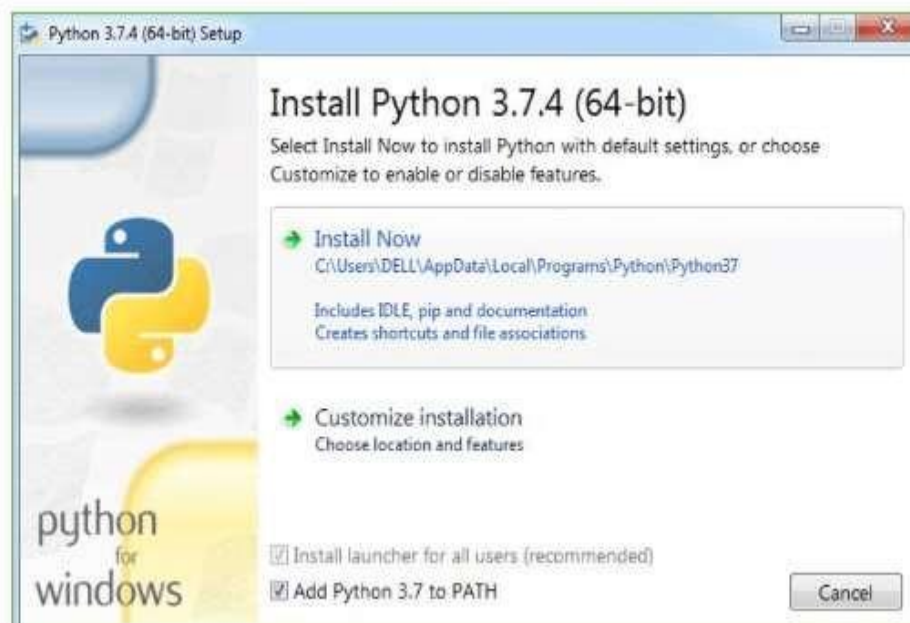 Python 3.7.4 (64-bit) Setup
Install Python 3.7.4 (64-bit)
Select Install Now to install Python with default settings, or choose
Customize to enable or disable features.
Install Now
C:\Users\DELL\AppData\Local\Programs\Python\Python37
Includes IDLE, pip and documentation
Creates shortcuts and file associations
Customize installation
Choose location and features
python
for
windows
Install launcher for all users (recommended)
Add Python 3.7 to PATH
Cancel